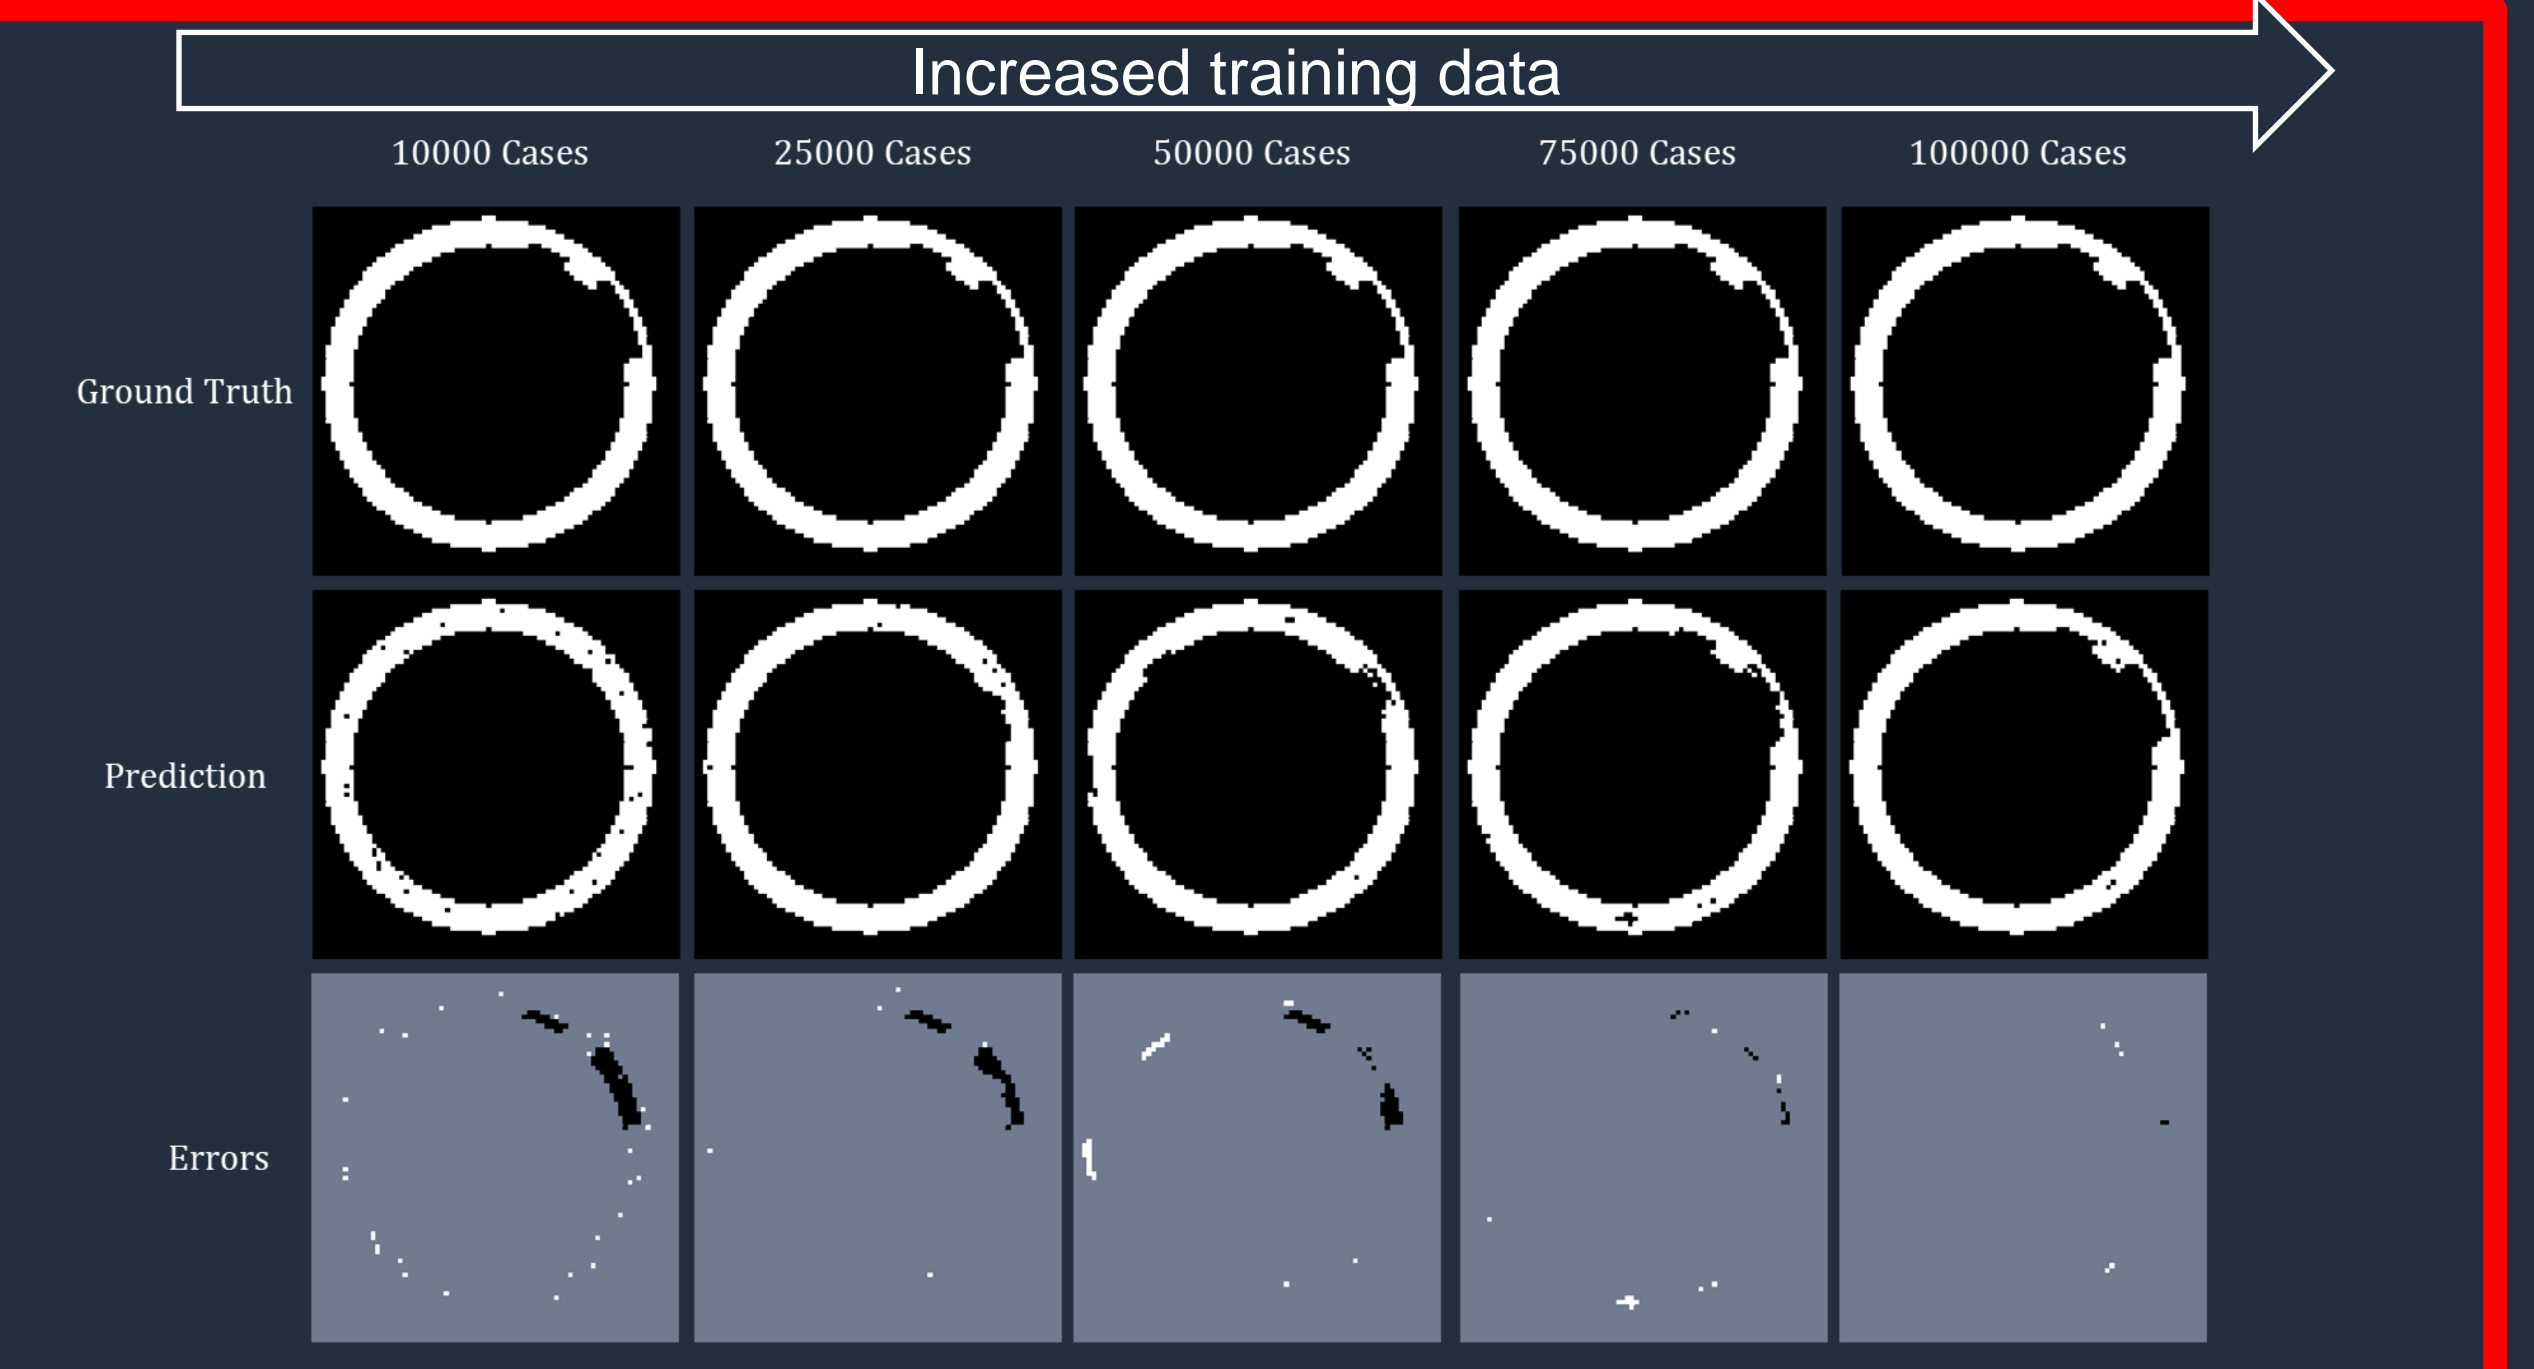 Increased training data
10000 Cases 25000 Cases 50000 Cases 75000 Cases 100000 Cases
Ground Truth
Prediction
Errors